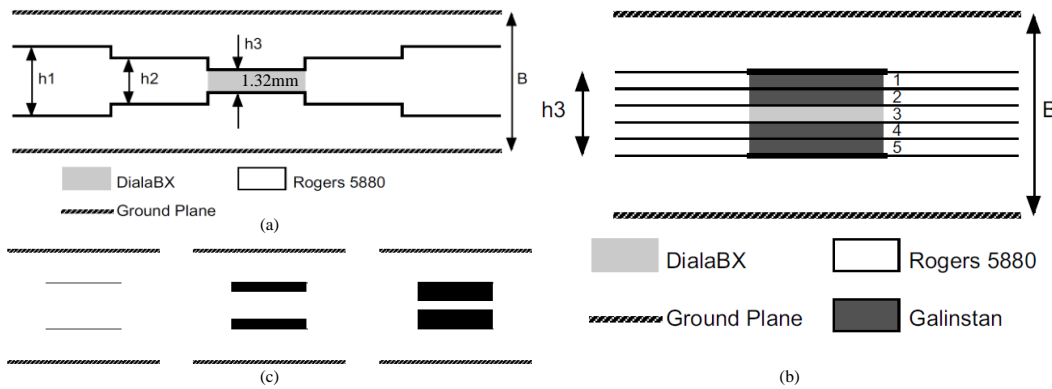 h1
h2
h3
1.32mm
B
DialaBX
Rogers 5880
Ground Plane
(a)
(c)
h3
1
2
3
4
5
B
DialaBX
Rogers 5880
Ground Plane
Galinstan
(b)